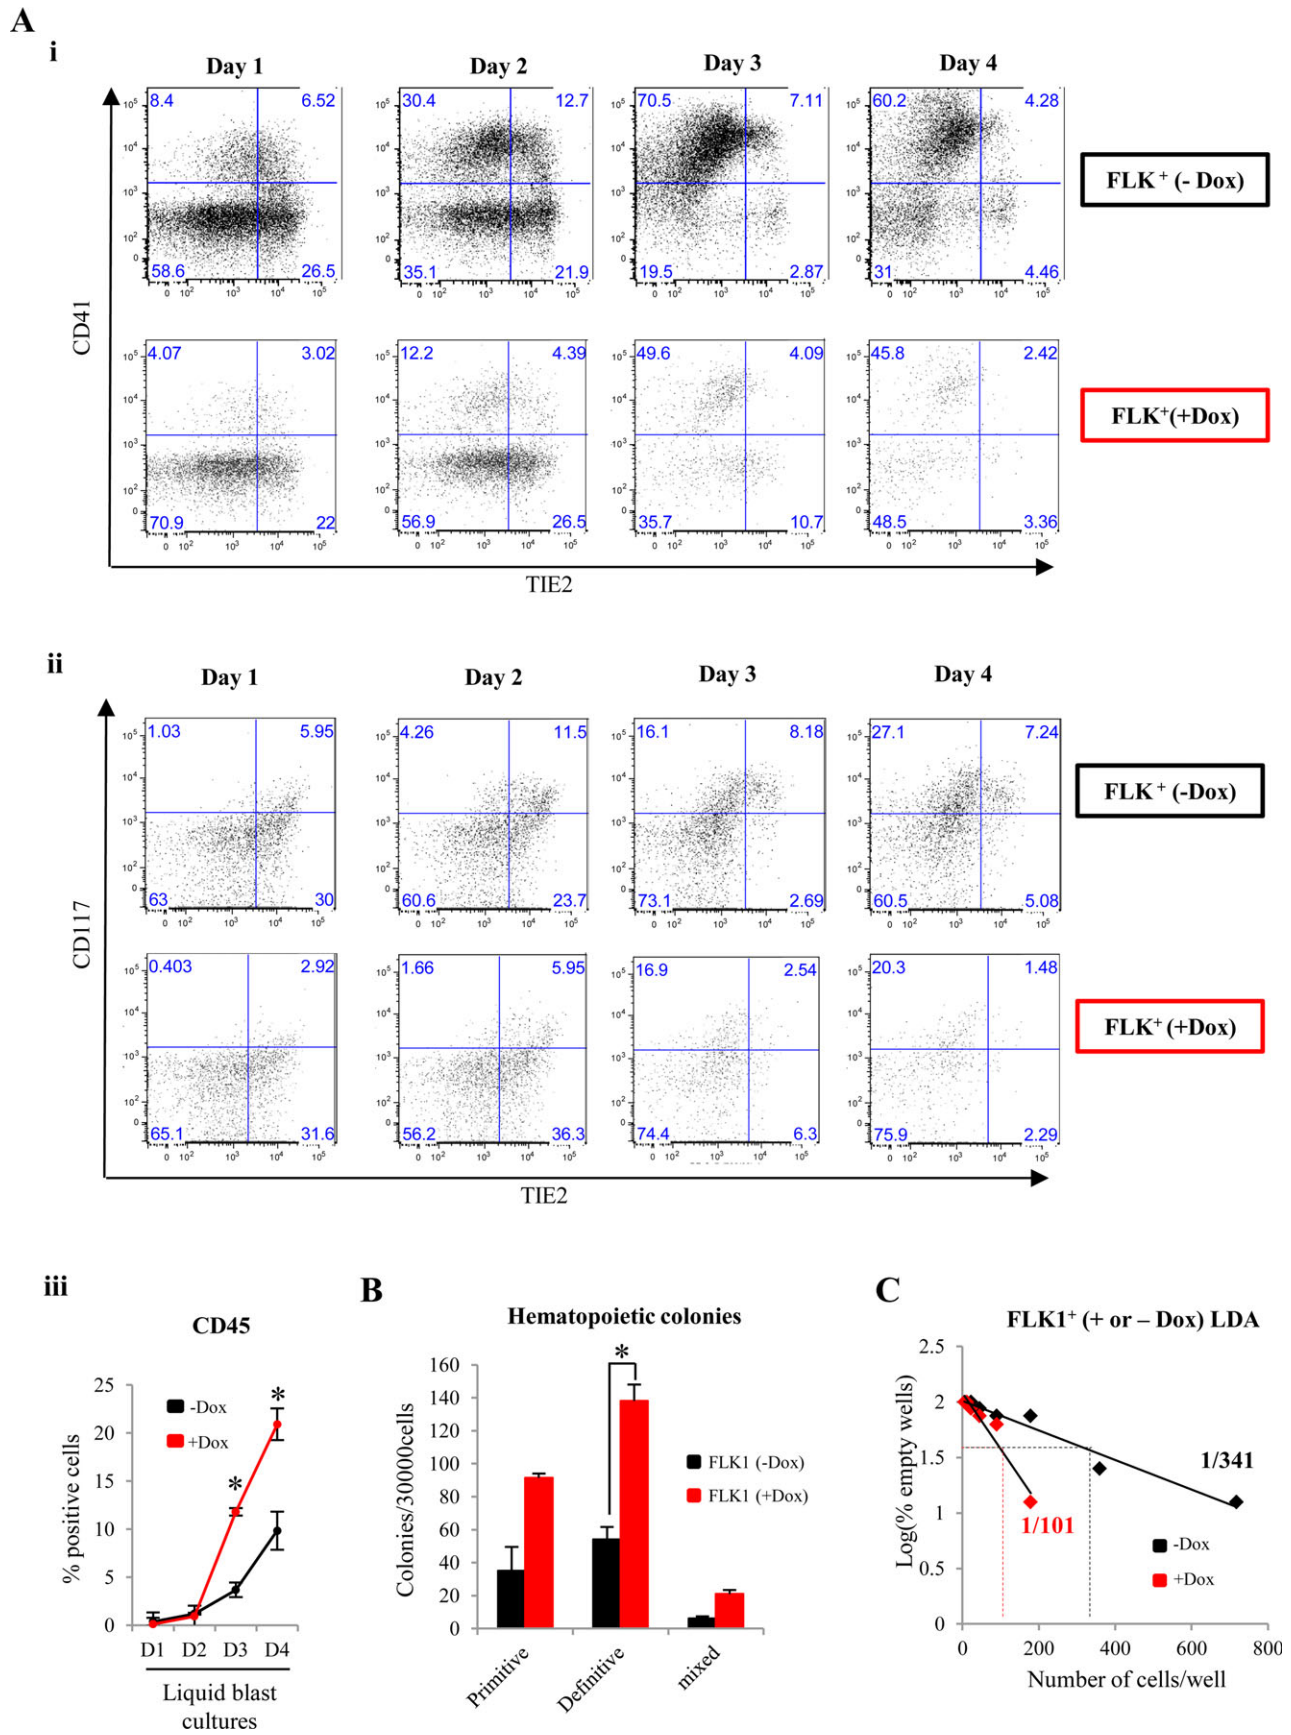 A
i
Day 1
Day 2
Day 3
Day 4
8.4 6.52
58.6 26.5
30.4 12.7
35.1 21.9
70.5 7.11
19.5 2.87
60.2 4.28
31 4.46
FLK+ (- Dox)
CD41
4.07 3.02
70.9 22
12.2 4.39
56.9 26.5
49.6 4.09
35.7 10.7
45.8 2.42
48.5 3.36
FLK+(+Dox)
TIE2
ii
Day 1
Day 2
Day 3
Day 4
1.03 5.95
63 30
4.26 11.5
60.6 23.7
16.1 8.18
73.1 2.69
27.1 7.24
60.5 5.08
FLK+ (-Dox)
CD117
0.403 2.92
65.1 31.6
1.66 5.95
56.2 36.3
16.9 2.54
74.4 6.3
20.3 1.48
75.9 2.29
FLK+ (+Dox)
TIE2
iii
CD45
% positive cells
25
20
15
10
5
0
-Dox
+Dox
*
*
D1 D2 D3 D4
Liquid blast
cultures
B
Hematopoietic colonies
Colonies/30000cells
160
140
120
100
80
60
40
20
0
*
FLK1 (-Dox)
FLK1 (+Dox)
Primitive
Definitive
mixed
C
FLK1+ (+ or – Dox) LDA
Log(% empty wells)
2.5
2
1.5
1
0.5
0
1/341
1/101
-Dox
+Dox
0 200 400 600 800
Number of cells/well